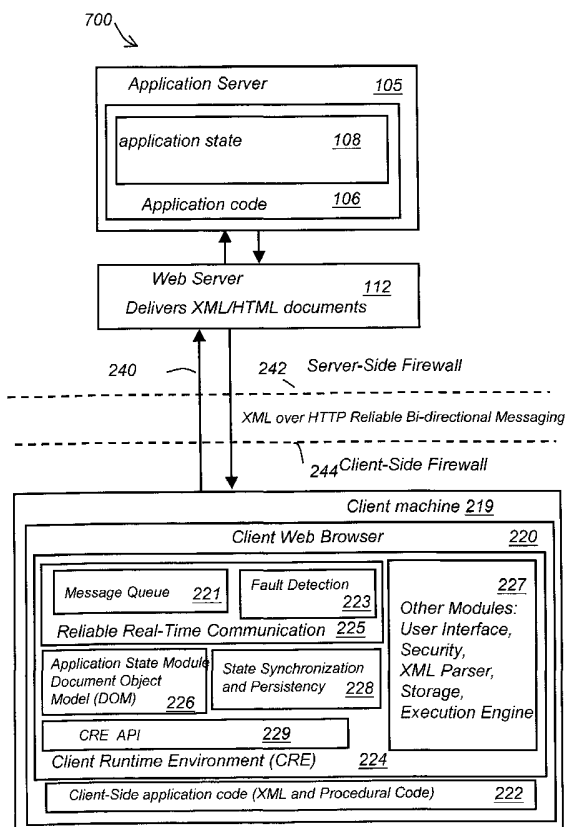 700
Application Server 105
application state 108
Application code 106
Web Server 112
Delivers XML/HTML documents
240
242 Server-Side Firewall
XML over HTTP Reliable Bi-directional Messaging
244 Client-Side Firewall
Client machine 219
Client Web Browser 220
Message Queue 221
Fault Detection
223
Reliable Real-Time Communication 225
227
Other Modules:
User Interface,
Security,
XML Parser,
Storage,
Execution Engine
Application State Module
Document Object
Model (DOM) 226
State Synchronization
and Persistency 228
CRE API 229
Client Runtime Environment (CRE) 224
Client-Side application code (XML and Procedural Code) 222